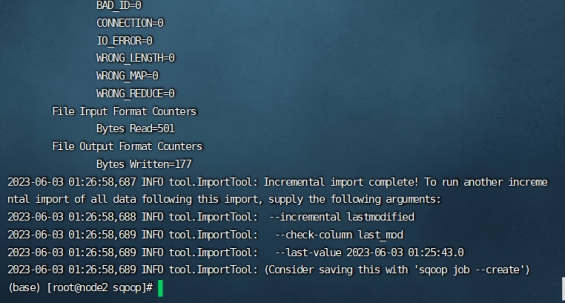 BAD_ID=0
CONNECTION=0
IO_ERROR=0
WRONG_LENGTH=0
WRONG_MAP=0
WRONG_REDUCE=0
File Input Format Counters
Bytes Read=501
File Output Format Counters
Bytes Written=177
2023-06-03 01:26:58,687 INFO tool.ImportTool: Incremental import complete! To run another increme
ntal import of all data following this import, supply the following arguments:
2023-06-03 01:26:58,688 INFO tool.ImportTool:  --incremental lastmodified
2023-06-03 01:26:58,689 INFO tool.ImportTool:   --check-column last_mod
2023-06-03 01:26:58,689 INFO tool.ImportTool:   --last-value 2023-06-03 01:25:43.0
2023-06-03 01:26:58,689 INFO tool.ImportTool: (Consider saving this with 'sqoop job --create')
(base) [root@node2 sqoop]#